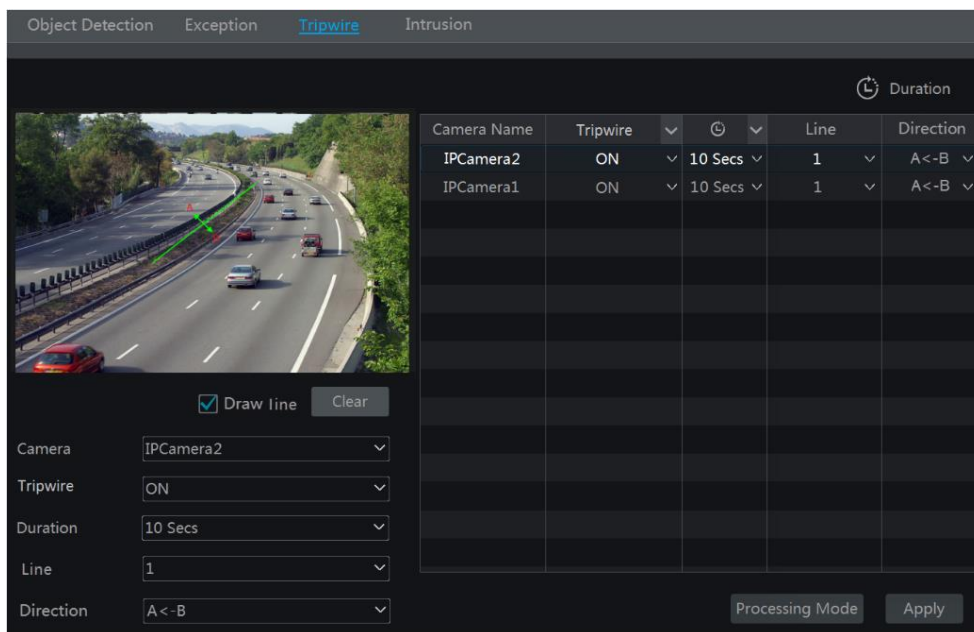 Object Detection Exception Tripwire Intrusion
Duration
Camera Name Tripwire Line Direction
IPCamera2 ON 10 Secs 1 A<-B
IPCamera1 ON 10 Secs 1 A<-B
Draw line Clear
Camera IPCamera2
Tripwire ON
Duration 10 Secs
Line 1
Direction A<-B
Processing Mode Apply